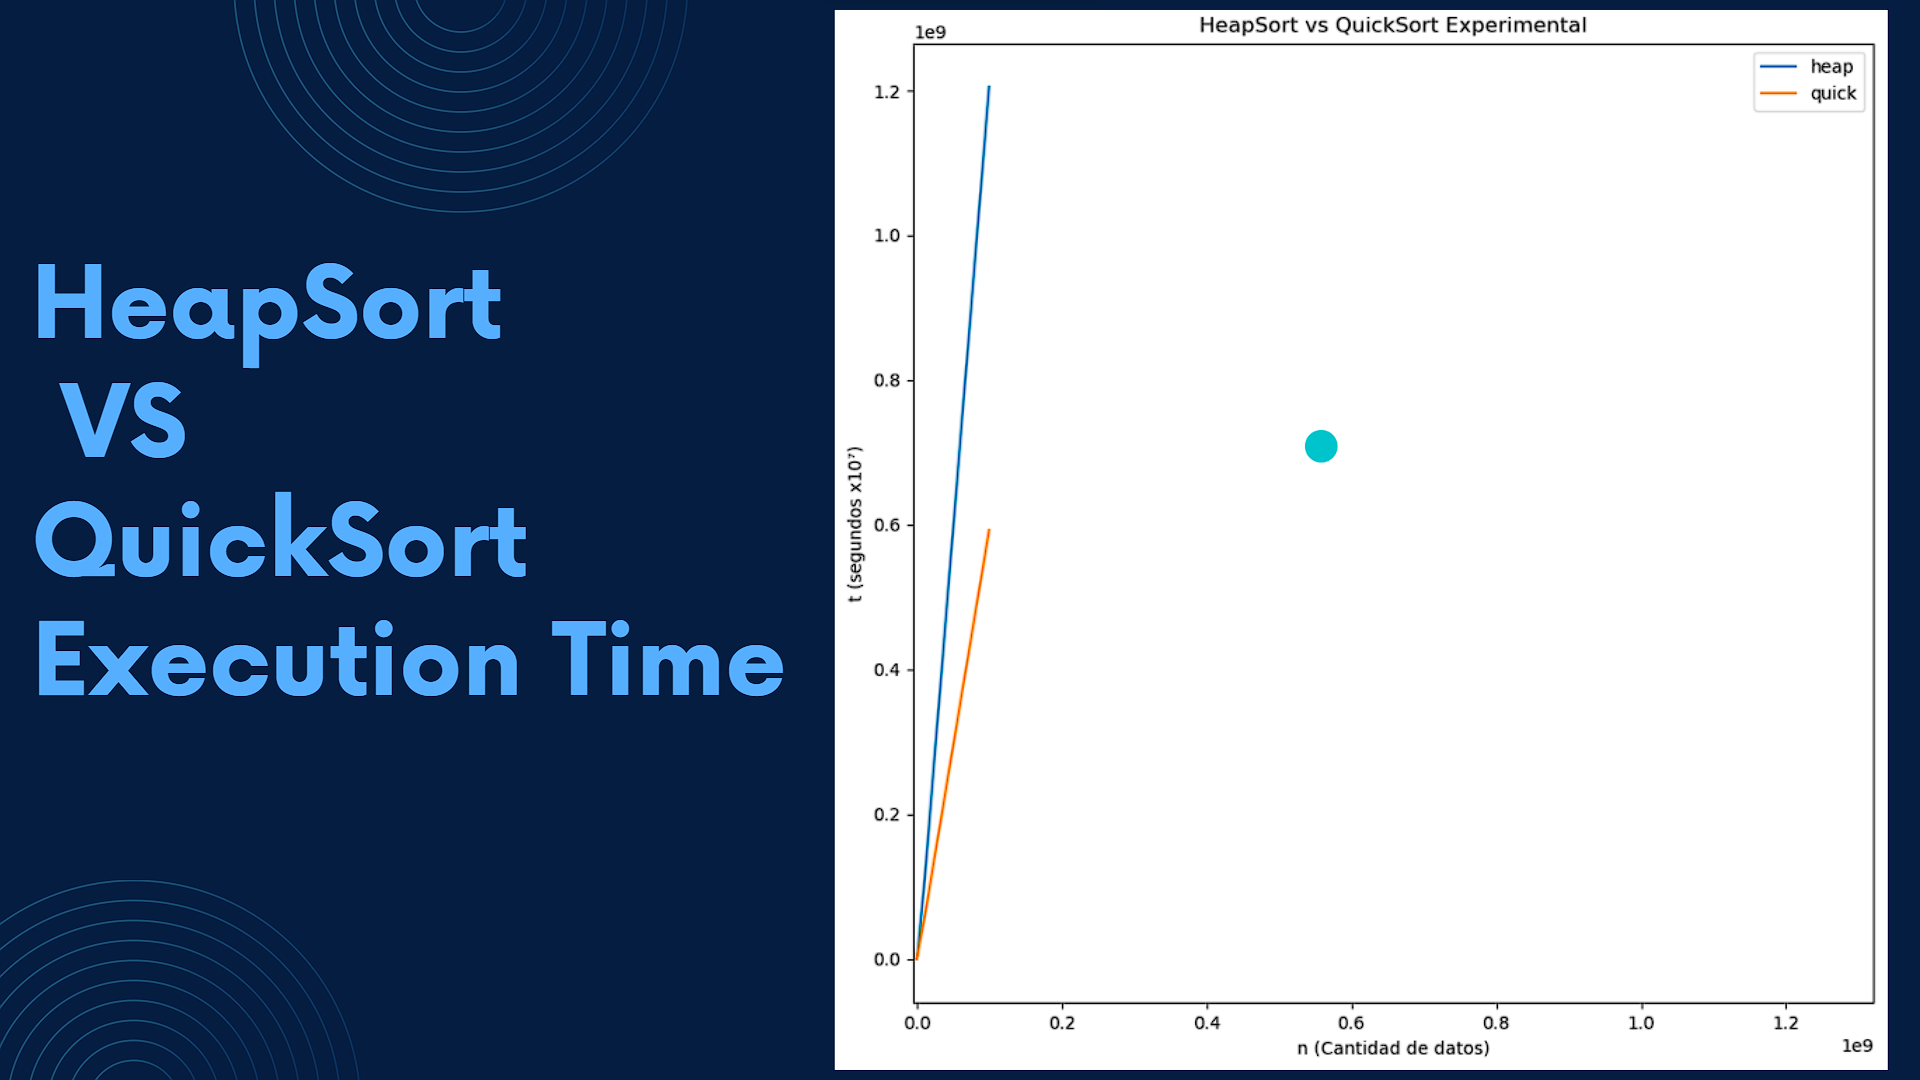 HeapSort
VS
QuickSort
Execution Time
HeapSort vs QuickSort Experimental
1e9
heap
quick
1.2
1.0
0.8
0.6
0.4
0.2
0.0
t (segundos x10⁷)
0.0 0.2 0.4 0.6 0.8 1.0 1.2
n (Cantidad de datos)
1e9